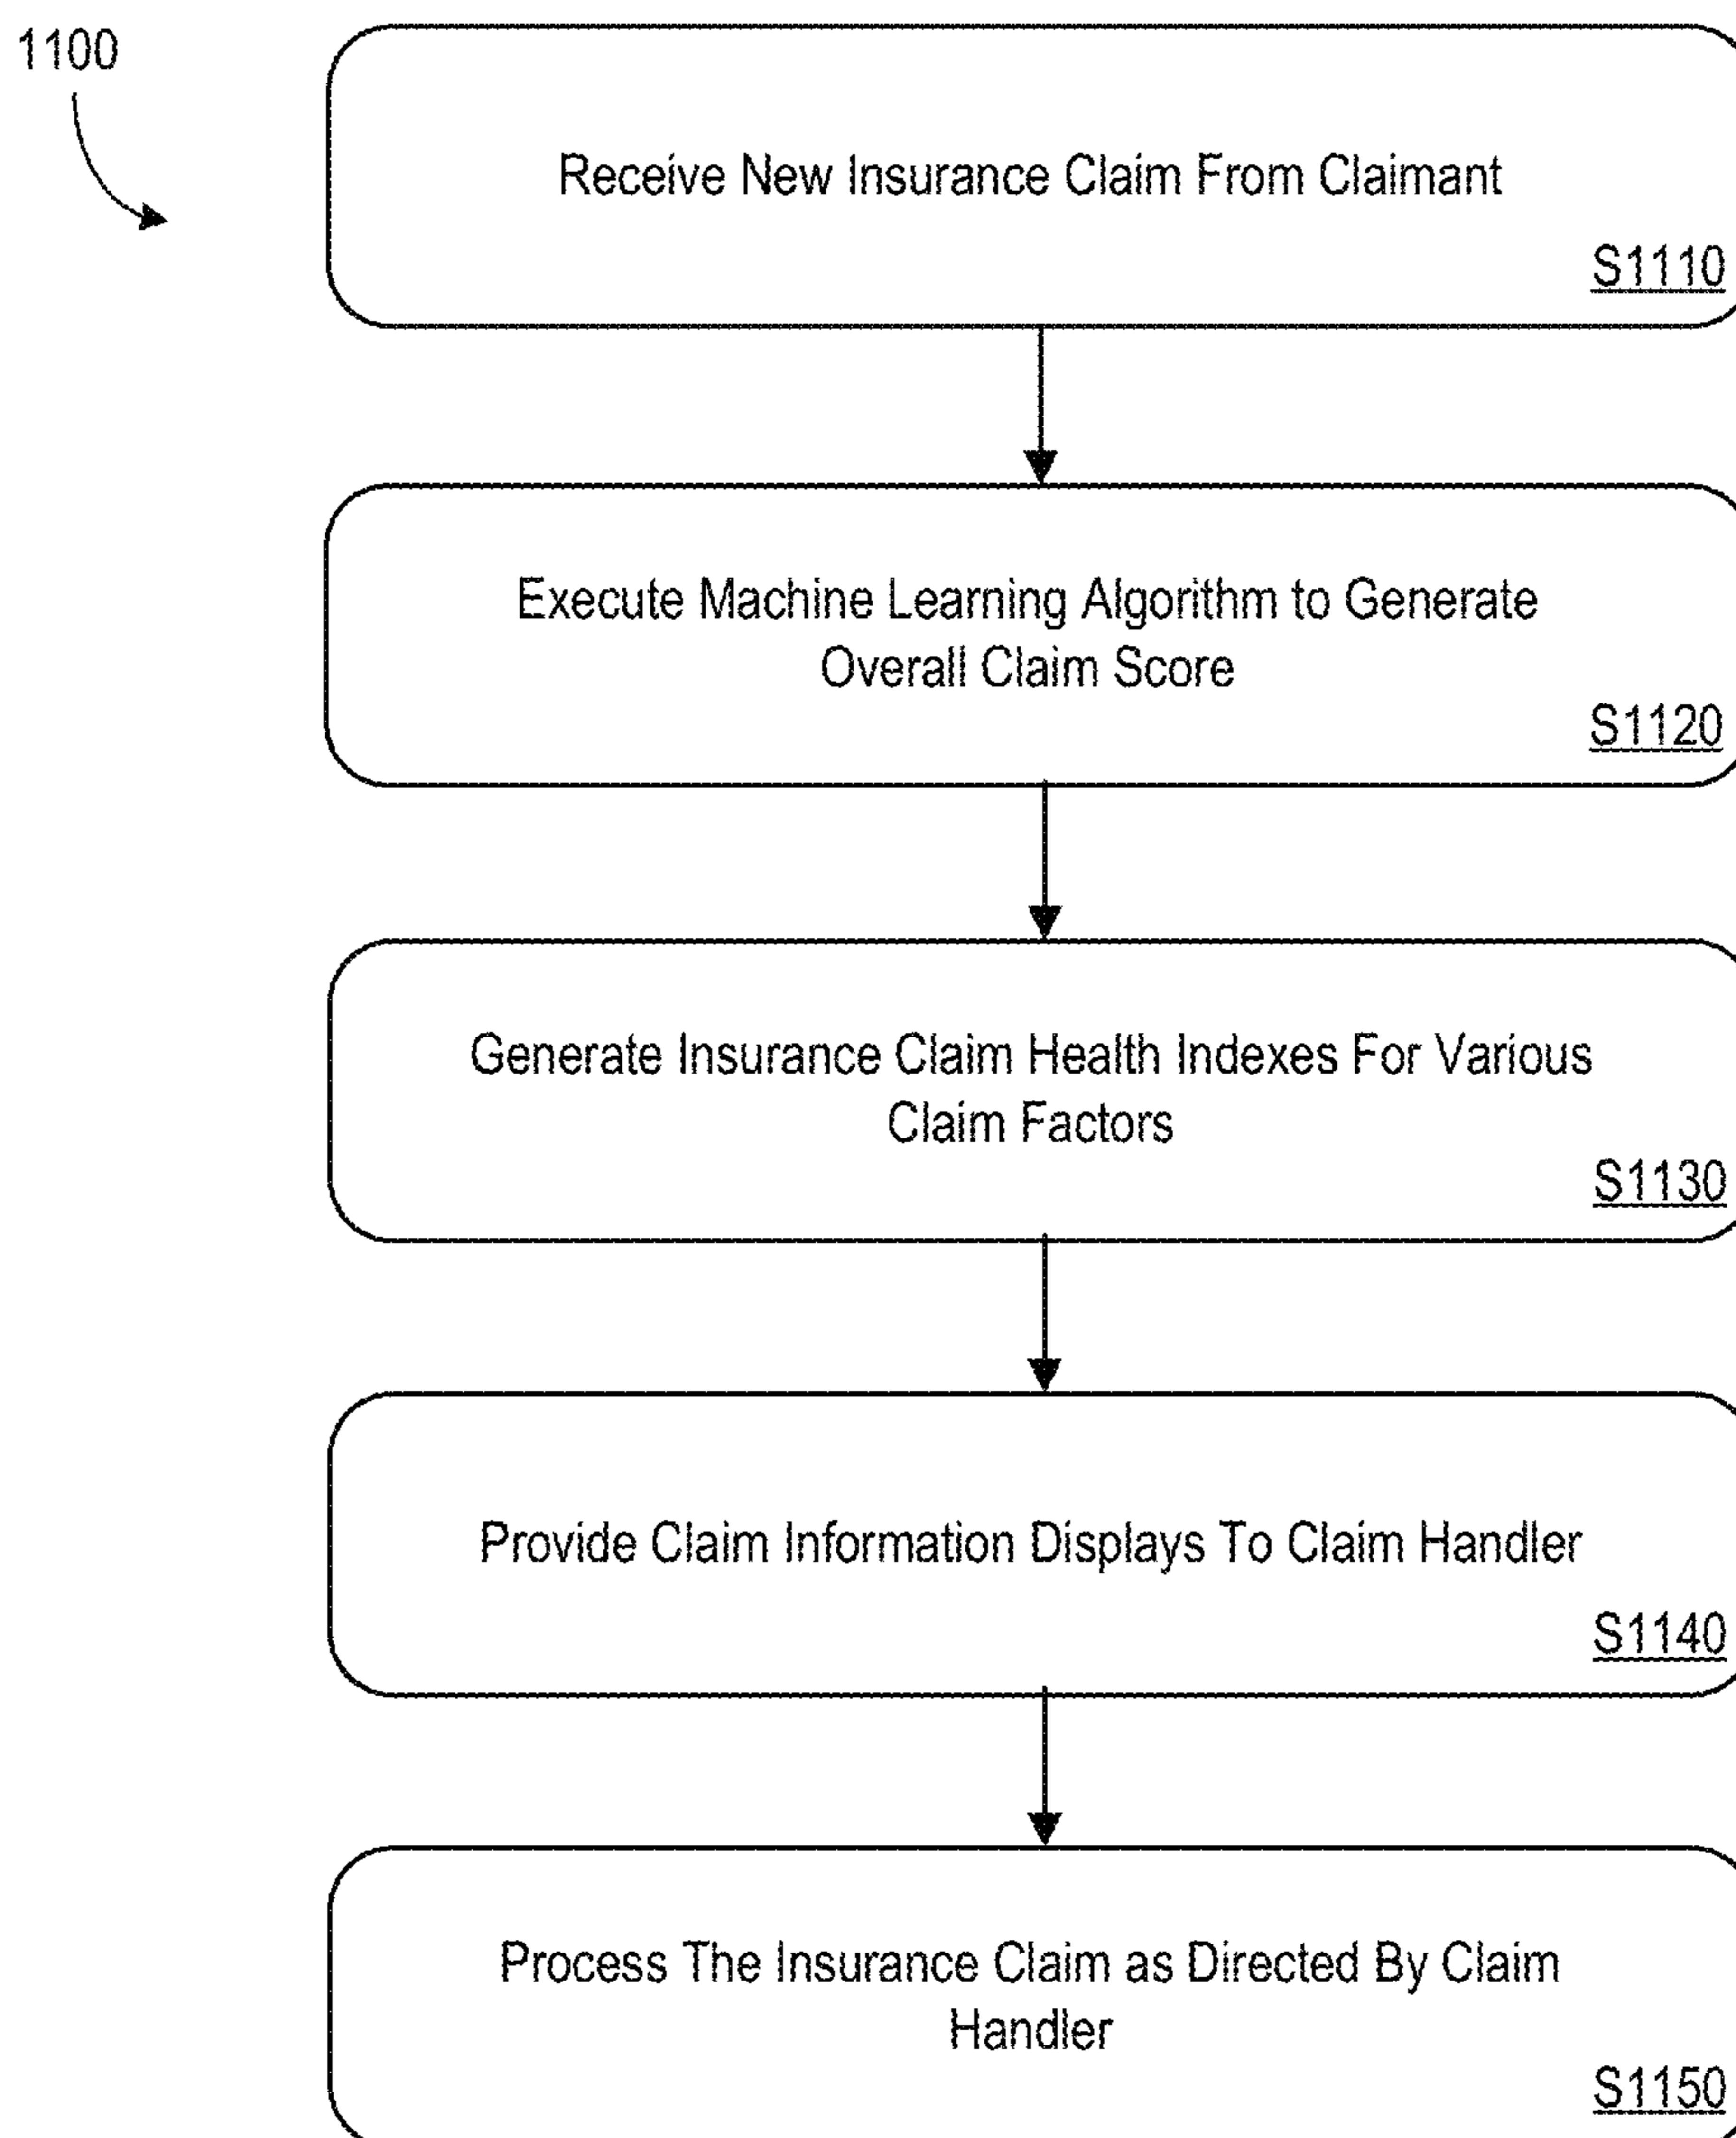 1100
Receive New Insurance Claim From Claimant
S1110
Execute Machine Learning Algorithm to Generate
Overall Claim Score
S1120
Generate Insurance Claim Health Indexes For Various
Claim Factors
S1130
Provide Claim Information Displays To Claim Handler
S1140
Process The Insurance Claim as Directed By Claim
Handler
S1150